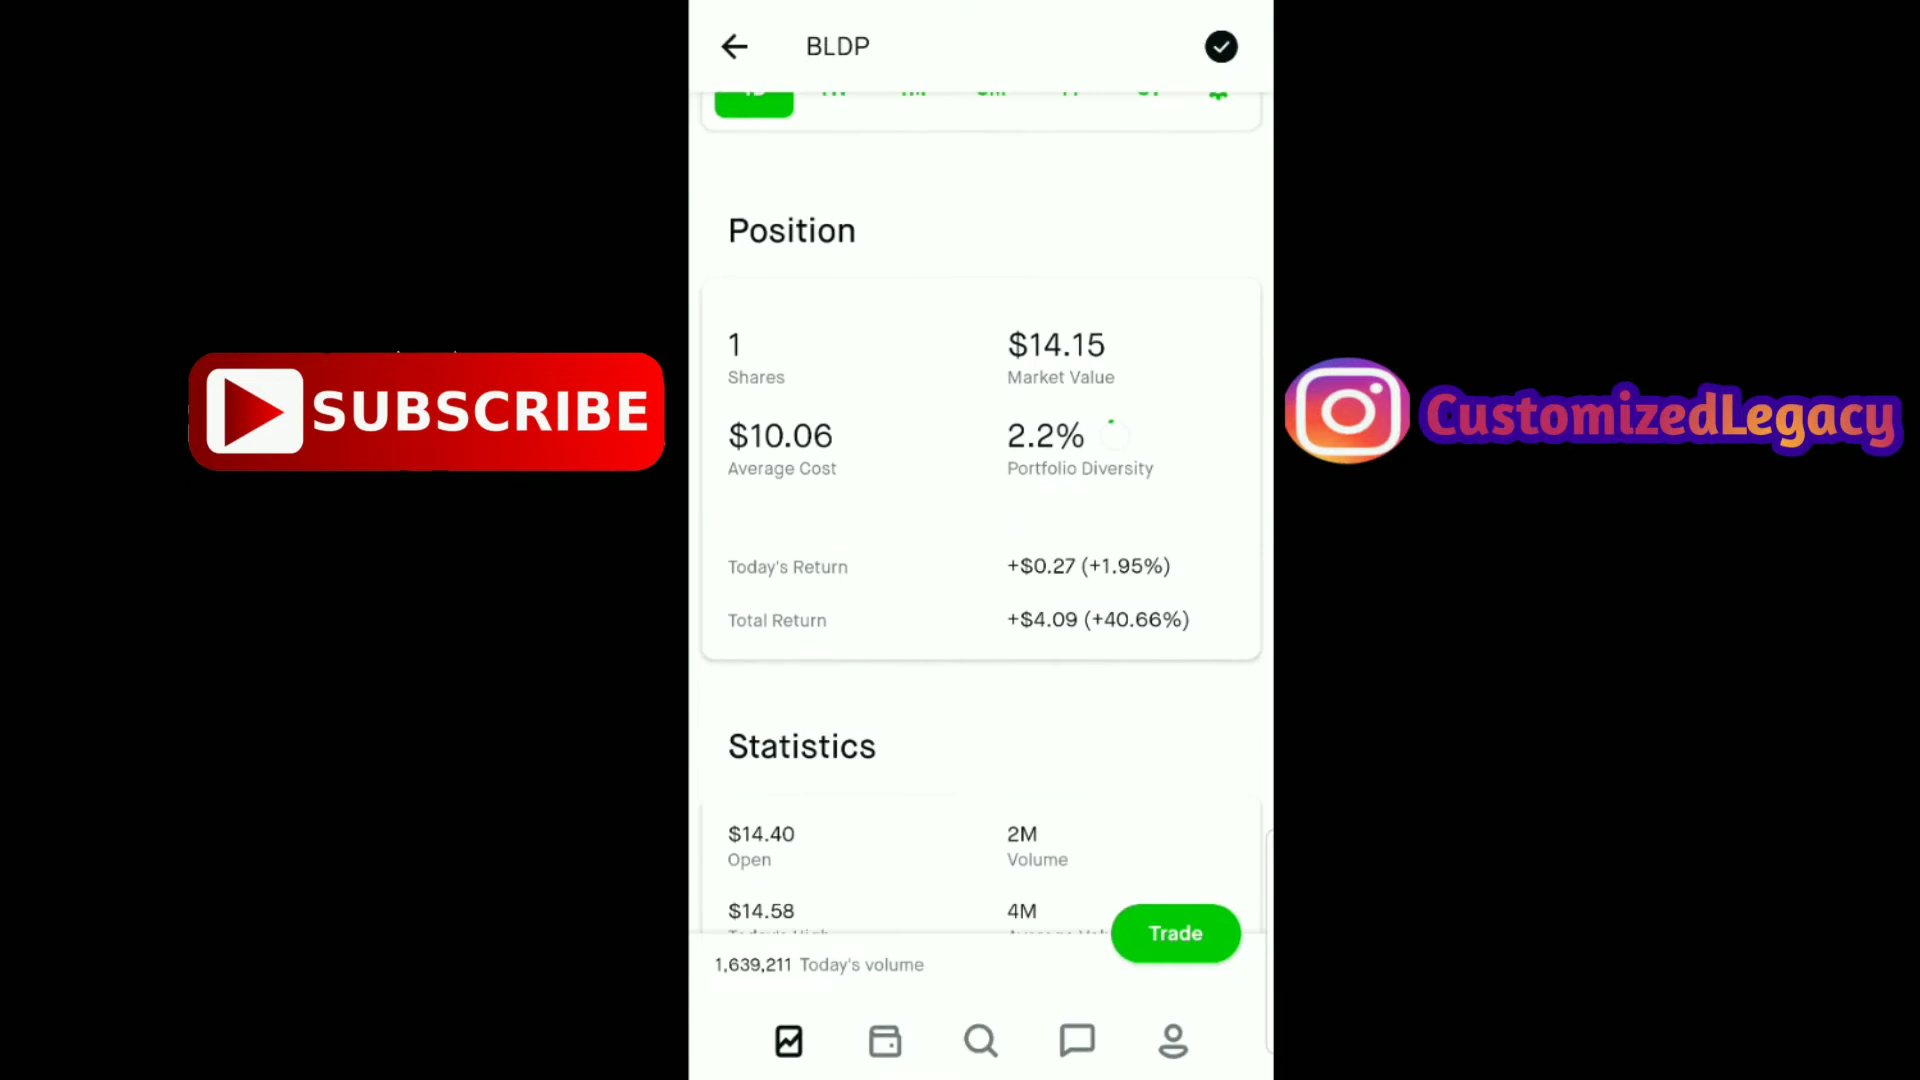 BLDP
Position
1
Shares
$14.15
Market Value
$10.06
Average Cost
2.2%
Portfolio Diversity
Today's Return
+$0.27 (+1.95%)
Total Return
+$4.09 (+40.66%)
Statistics
$14.40
Open
2M
Volume
$14.58
4M
Trade
1,639,211 Today's volume
SUBSCRIBE
CustomizedLegacy